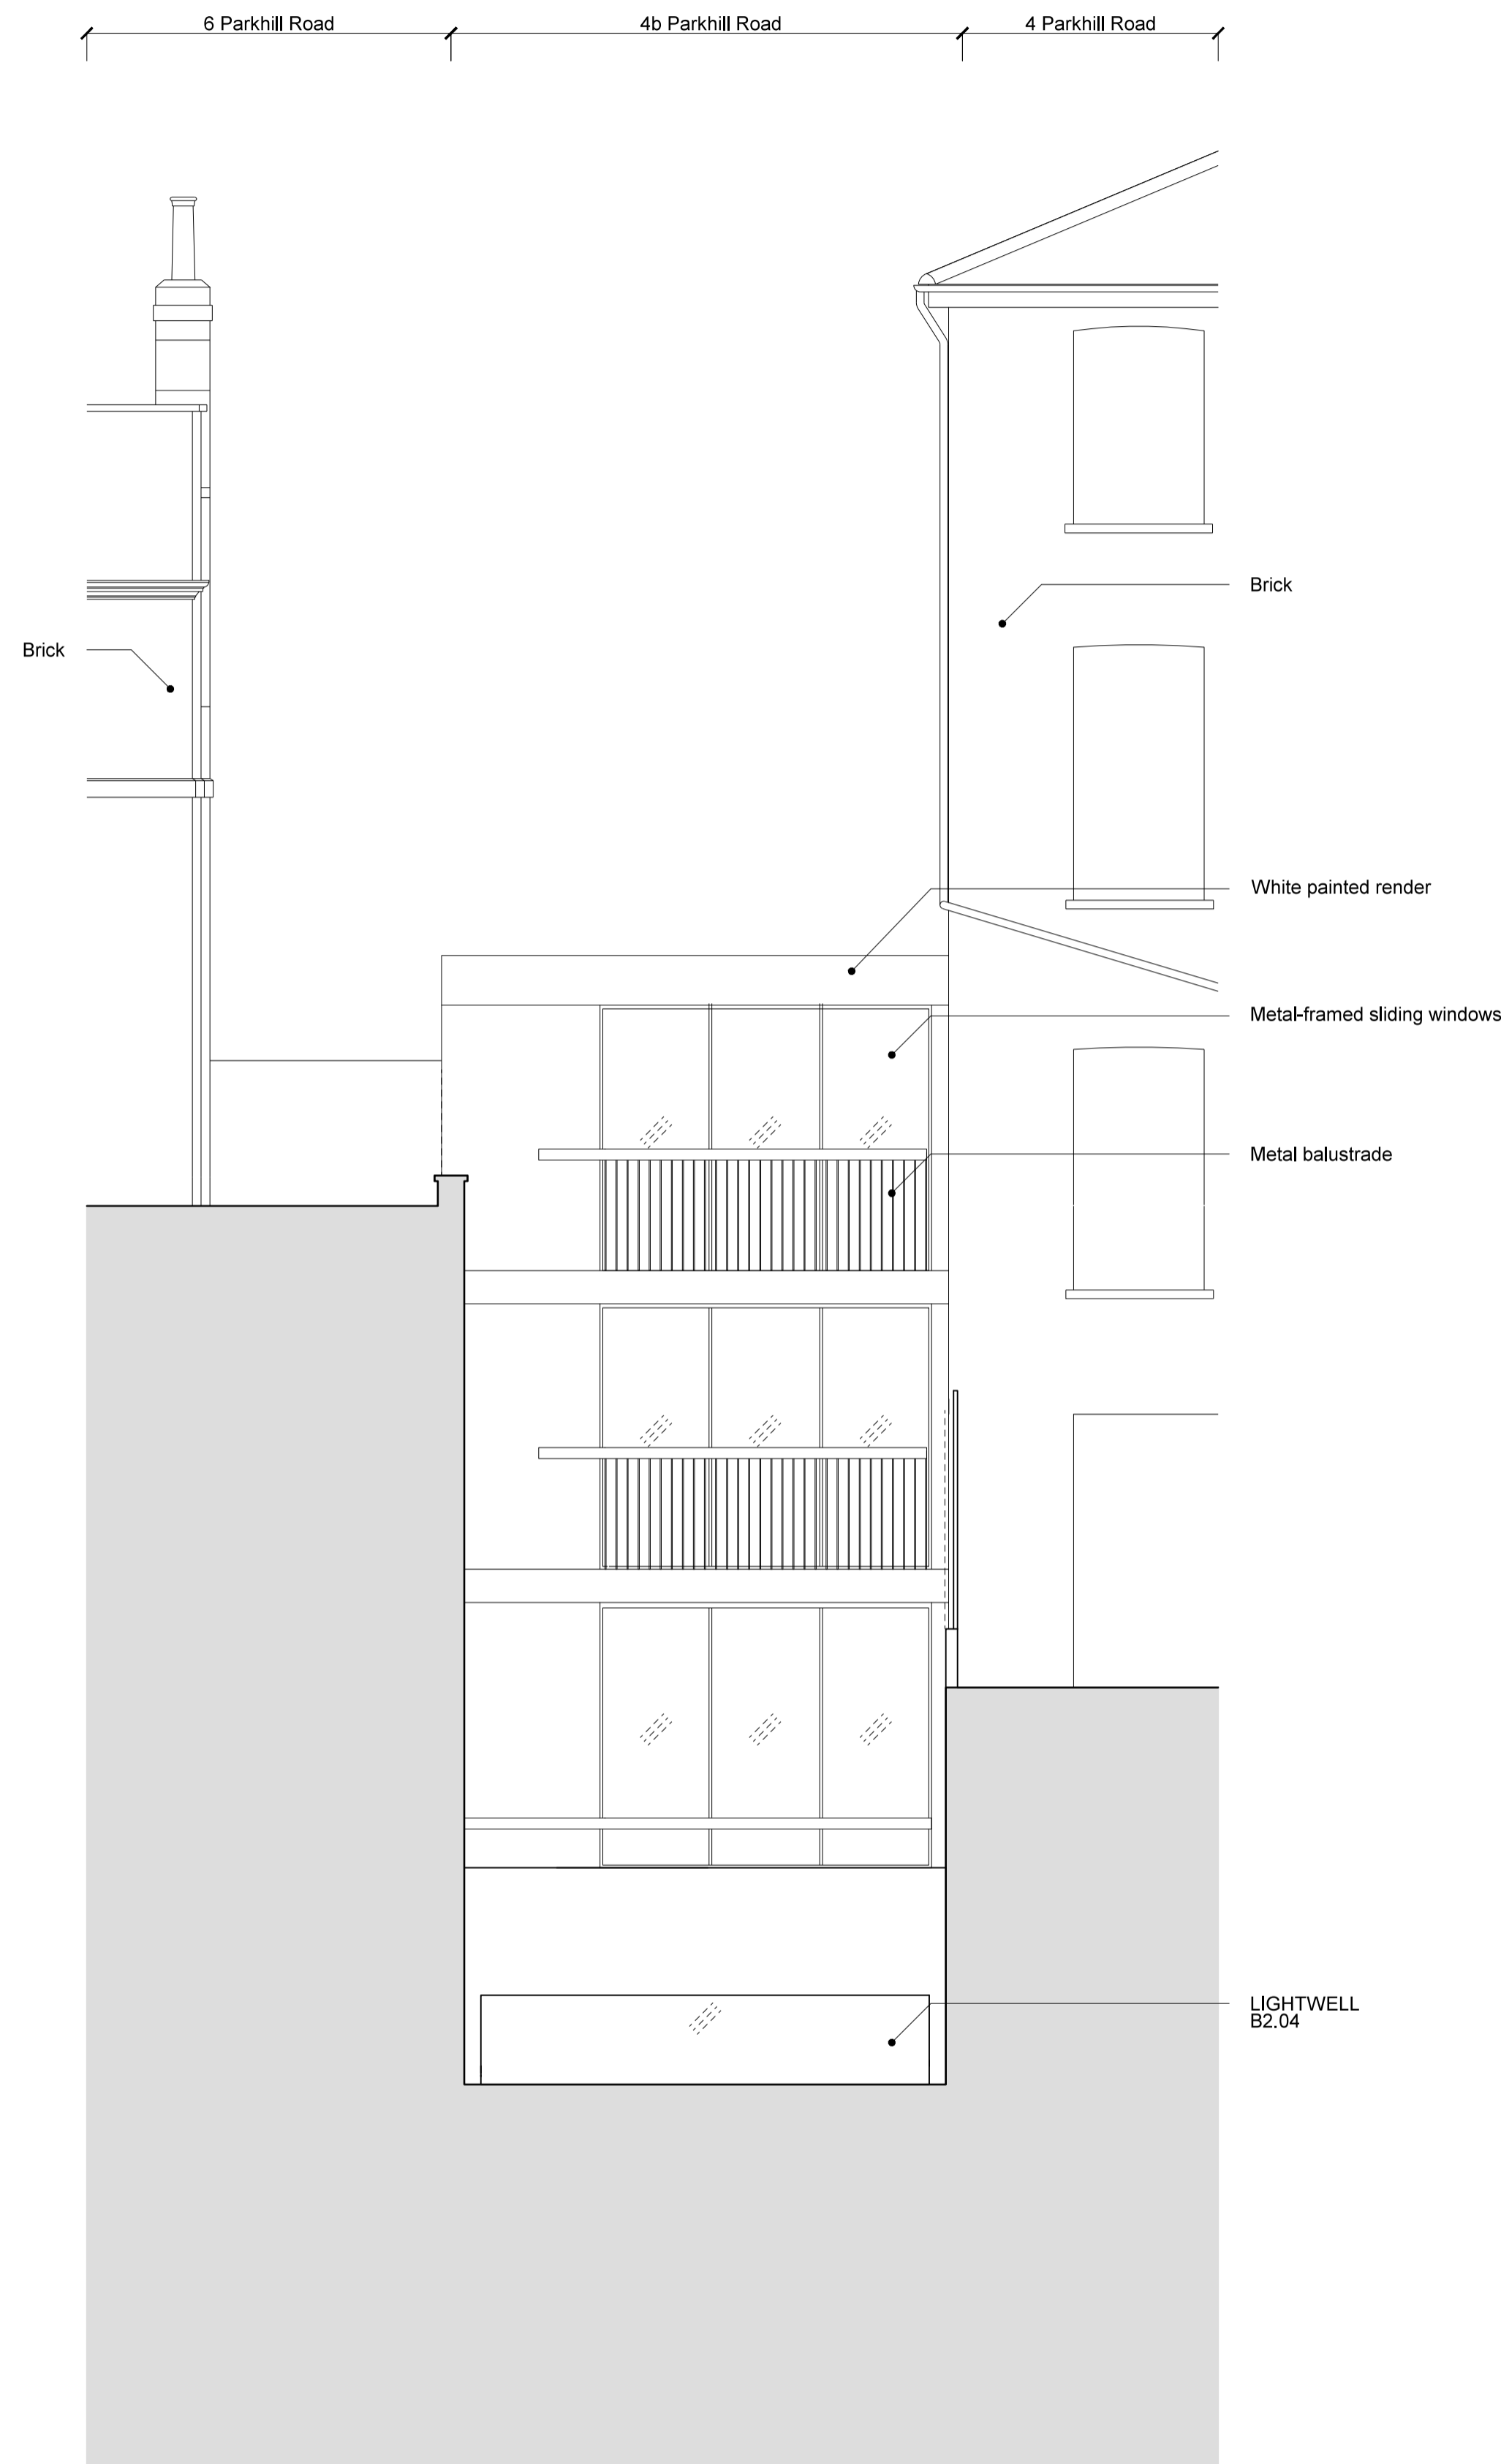 6 Parkhill Road
4b Parkhill Road
4 Parkhill Road
Brick
Brick
White painted render
Metal-framed sliding windows
Metal balustrade
LIGHTWELL
B2.04